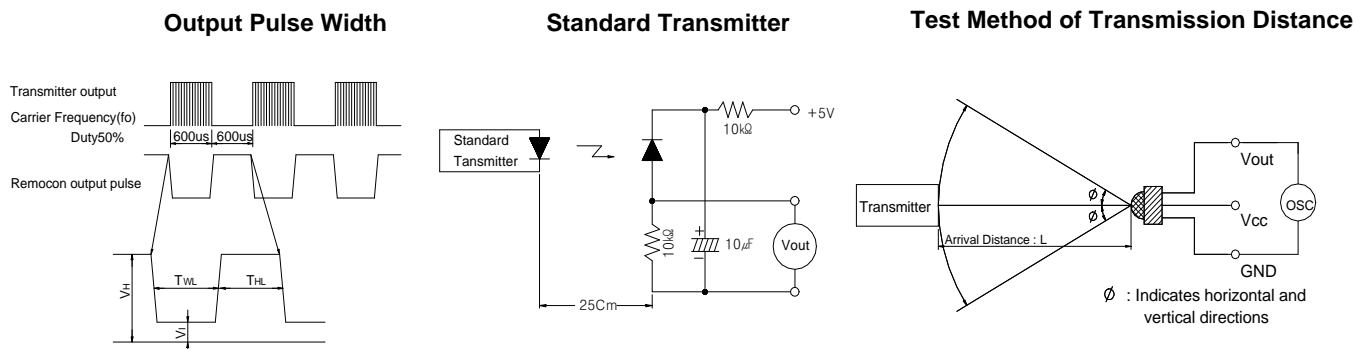 Output Pulse Width
Transmitter output
Carrier Frequency(fo)
Duty50%
600us
600us
Remocon output pulse
TWL
THL
VH
Vl
Standard Transmitter
Standard
Tansmitter
10kΩ
+5V
10kΩ
+
10㎌
−
Vout
25Cm
Test Method of Transmission Distance
Transmitter
ϕ
ϕ
Arrival Distance : L
Vout
Vcc
OSC
GND
ϕ : Indicates horizontal and
vertical directions